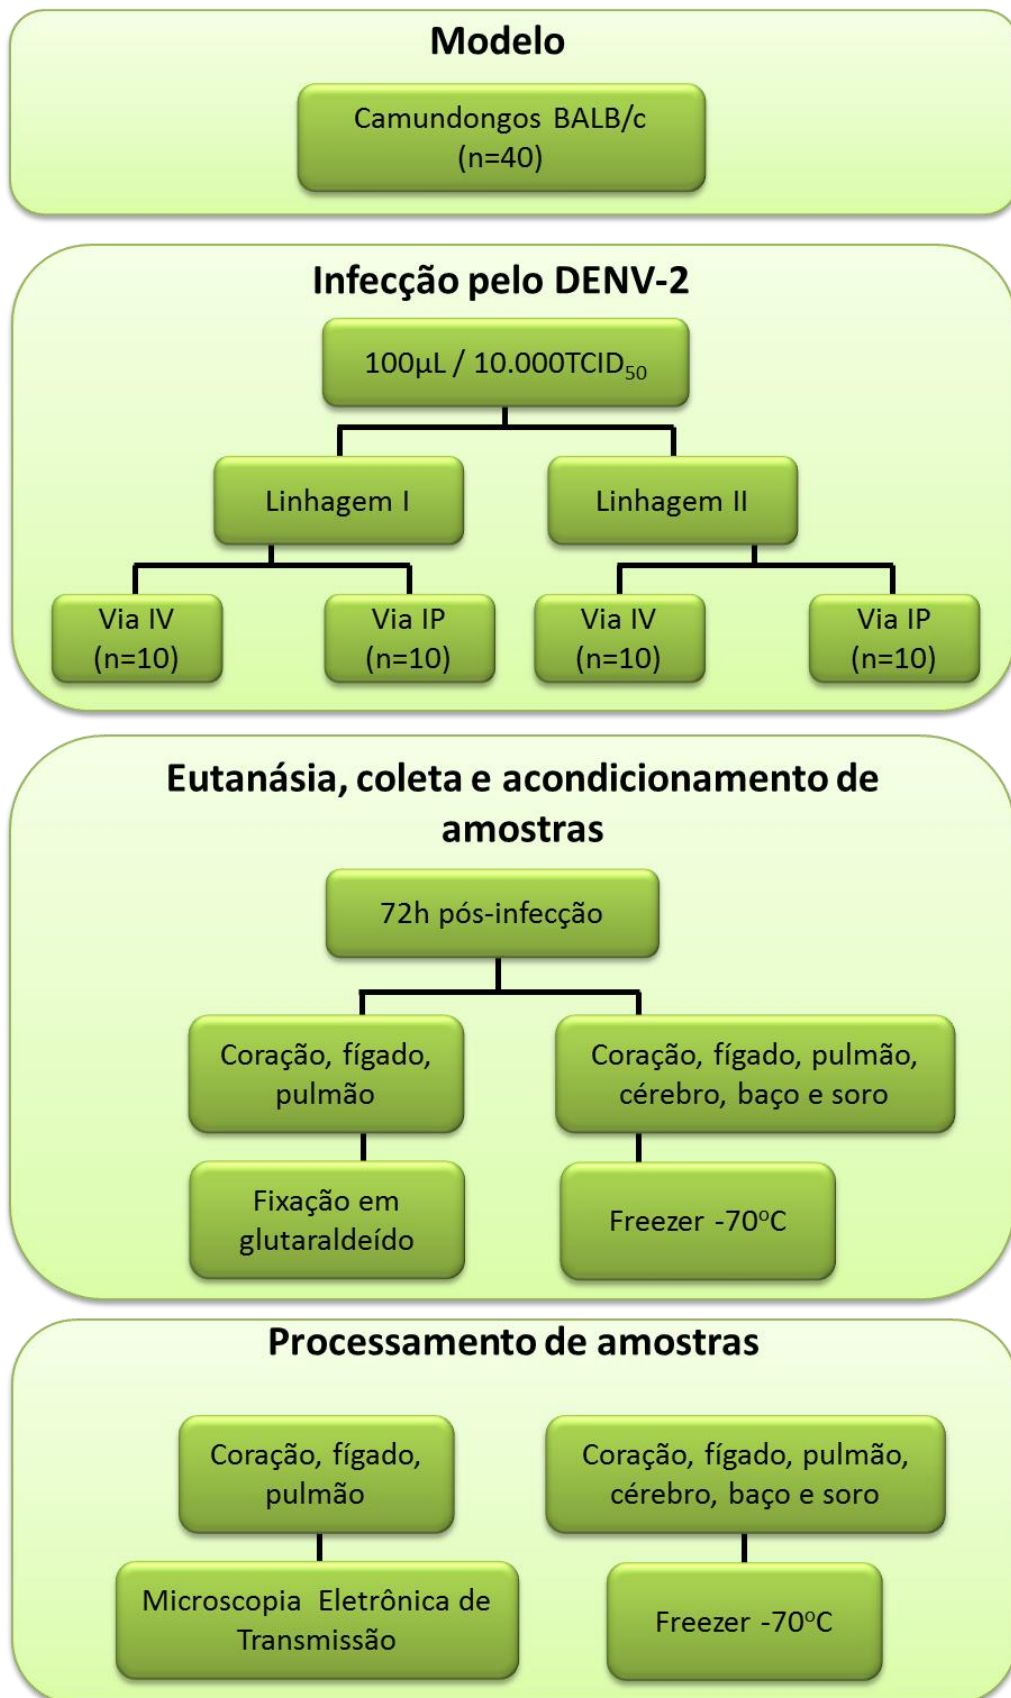 Modelo
Camundongos BALB/c
(n=40)
Infecção pelo DENV-2
100µL / 10.000TCID₅₀
Linhagem I
Linhagem II
Via IV
(n=10)
Via IP
(n=10)
Via IV
(n=10)
Via IP
(n=10)
Eutanásia, coleta e acondicionamento de
amostras
72h pós-infecção
Coração, fígado,
pulmão
Coração, fígado, pulmão,
cérebro, baço e soro
Fixação em
glutaraldeído
Freezer -70ºC
Processamento de amostras
Coração, fígado,
pulmão
Coração, fígado, pulmão,
cérebro, baço e soro
Microscopia Eletrônica de
Transmissão
Freezer -70ºC